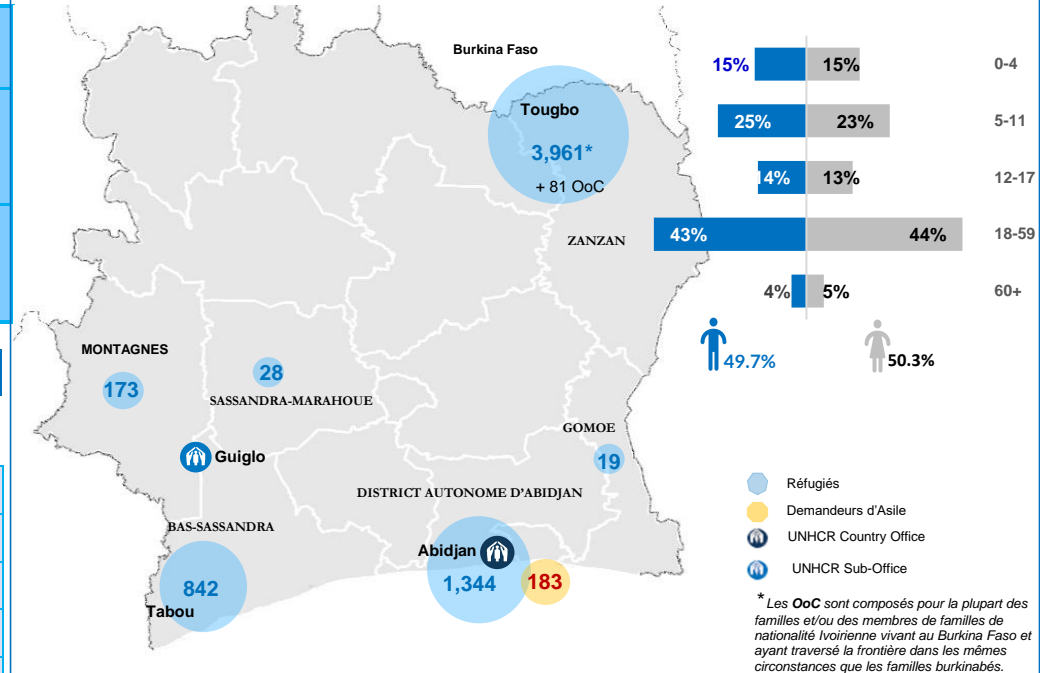 Burkina Faso
Tougbo
3,961*
+ 81 OoC
ZANZAN
MONTAGNES
173
28
SASSANDRA-MARAHOUE
Guiglo
GOMOE
19
DISTRICT AUTONOME D'ABIDJAN
BAS-SASSANDRA
Abidjan
1,344
183
842
Tabou
15% 15% 0-4
25% 23% 5-11
14% 13% 12-17
43% 44% 18-59
4% 5% 60+
49.7% 50.3%
Réfugiés
Demandeurs d'Asile
UNHCR Country Office
UNHCR Sub-Office
* Les OoC sont composés pour la plupart des
familles et/ou des membres de familles de
nationalité Ivoirienne vivant au Burkina Faso et
ayant traversé la frontière dans les mêmes
circonstances que les familles burkinabés.